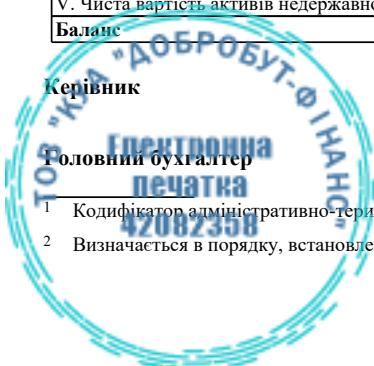 V. Чиста вартість активів недержавно
Баланс
Керівник
Головний бухгалтер
1 Кодифікатор адміністративно-тери
2 Визначається в порядку, встановле
ТОВ "КУА "ДОБРОБУТ-ФІНАНС"
Електронна
печатка
42082358